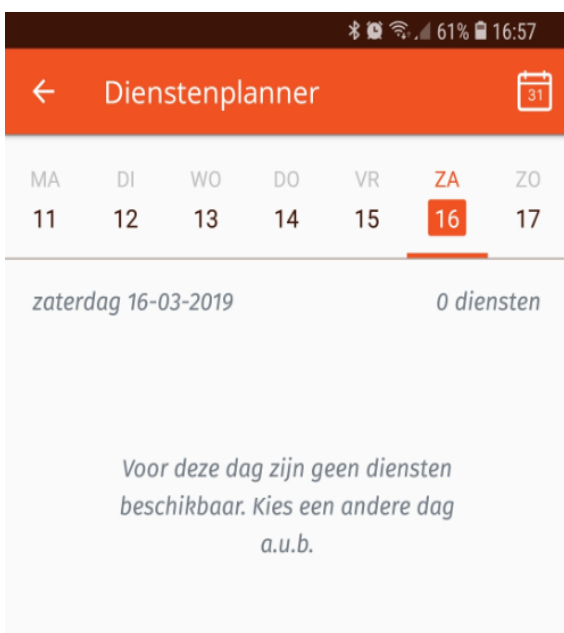 61% 16:57
Dienstenplanner
31
MA DI WO DO VR ZA ZO
11 12 13 14 15 16 17
zaterdag 16-03-2019 0 diensten
Voor deze dag zijn geen diensten
beschikbaar. Kies een andere dag
a.u.b.